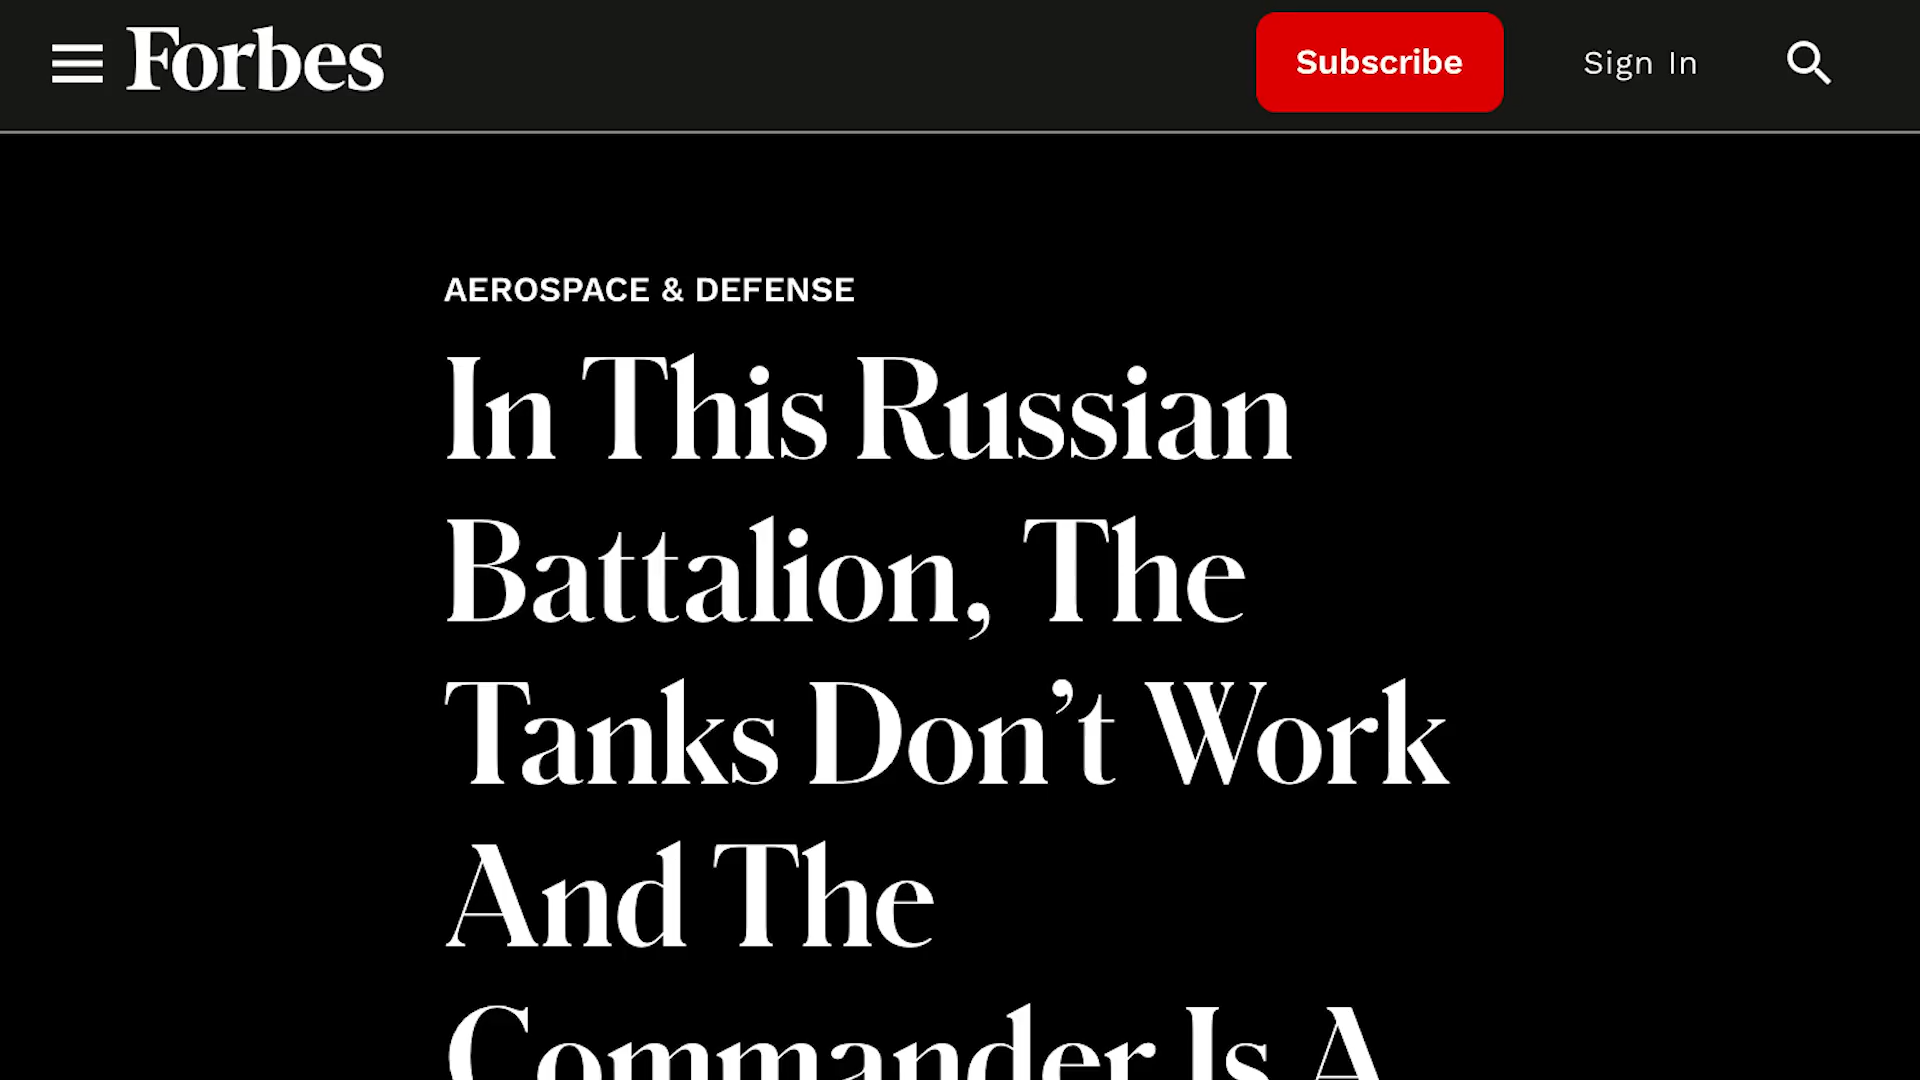 Forbes
Subscribe
Sign In
AEROSPACE & DEFENSE
In This Russian
Battalion, The
Tanks Don’t Work
And The
Commander Is A